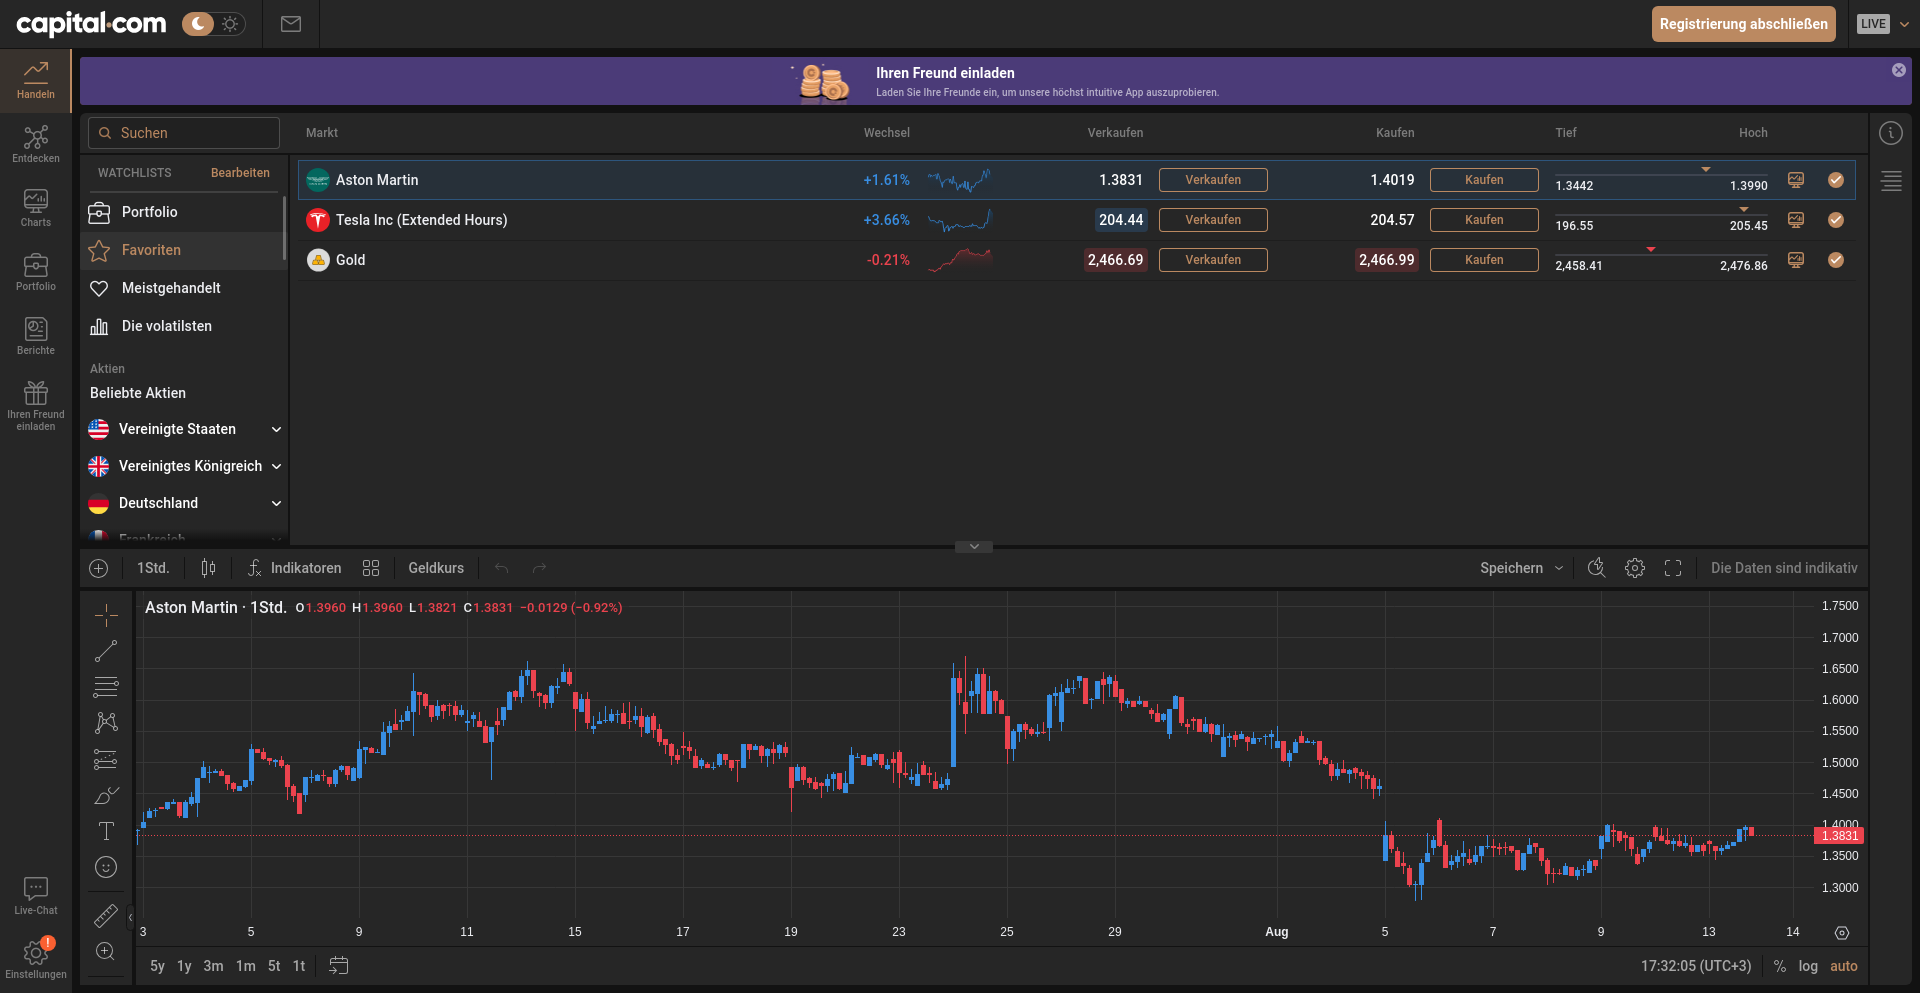 capital.com
Registrierung abschließen
LIVE
Handeln
Entdecken
Charts
Portfolio
Berichte
Ihren Freund
einladen
Live-Chat
!
Einstellungen
Ihren Freund einladen
Laden Sie Ihre Freunde ein, um unsere höchst intuitive App auszuprobieren.
Suchen
WATCHLISTS Bearbeiten
Portfolio
Favoriten
Meistgehandelt
Die volatilsten
Aktien
Beliebte Aktien
Vereinigte Staaten
Vereinigtes Königreich
Deutschland
Frankreich
Markt Wechsel Verkaufen Kaufen Tief Hoch
Aston Martin +1.61% 1.3831 Verkaufen 1.4019 Kaufen 1.3442 1.3990
Tesla Inc (Extended Hours) +3.66% 204.44 Verkaufen 204.57 Kaufen 196.55 205.45
Gold -0.21% 2,466.69 Verkaufen 2,466.99 Kaufen 2,458.41 2,476.86
1Std. Indikatoren Geldkurs Speichern Die Daten sind indikativ
Aston Martin · 1Std. O1.3960 H1.3960 L1.3821 C1.3831 −0.0129 (−0.92%)
1.7500
1.7000
1.6500
1.6000
1.5500
1.5000
1.4500
1.4000
1.3831
1.3500
1.3000
3 5 9 11 15 17 19 23 25 29 Aug 5 7 9 13 14
5y 1y 3m 1m 5t 1t 17:32:05 (UTC+3) % log auto